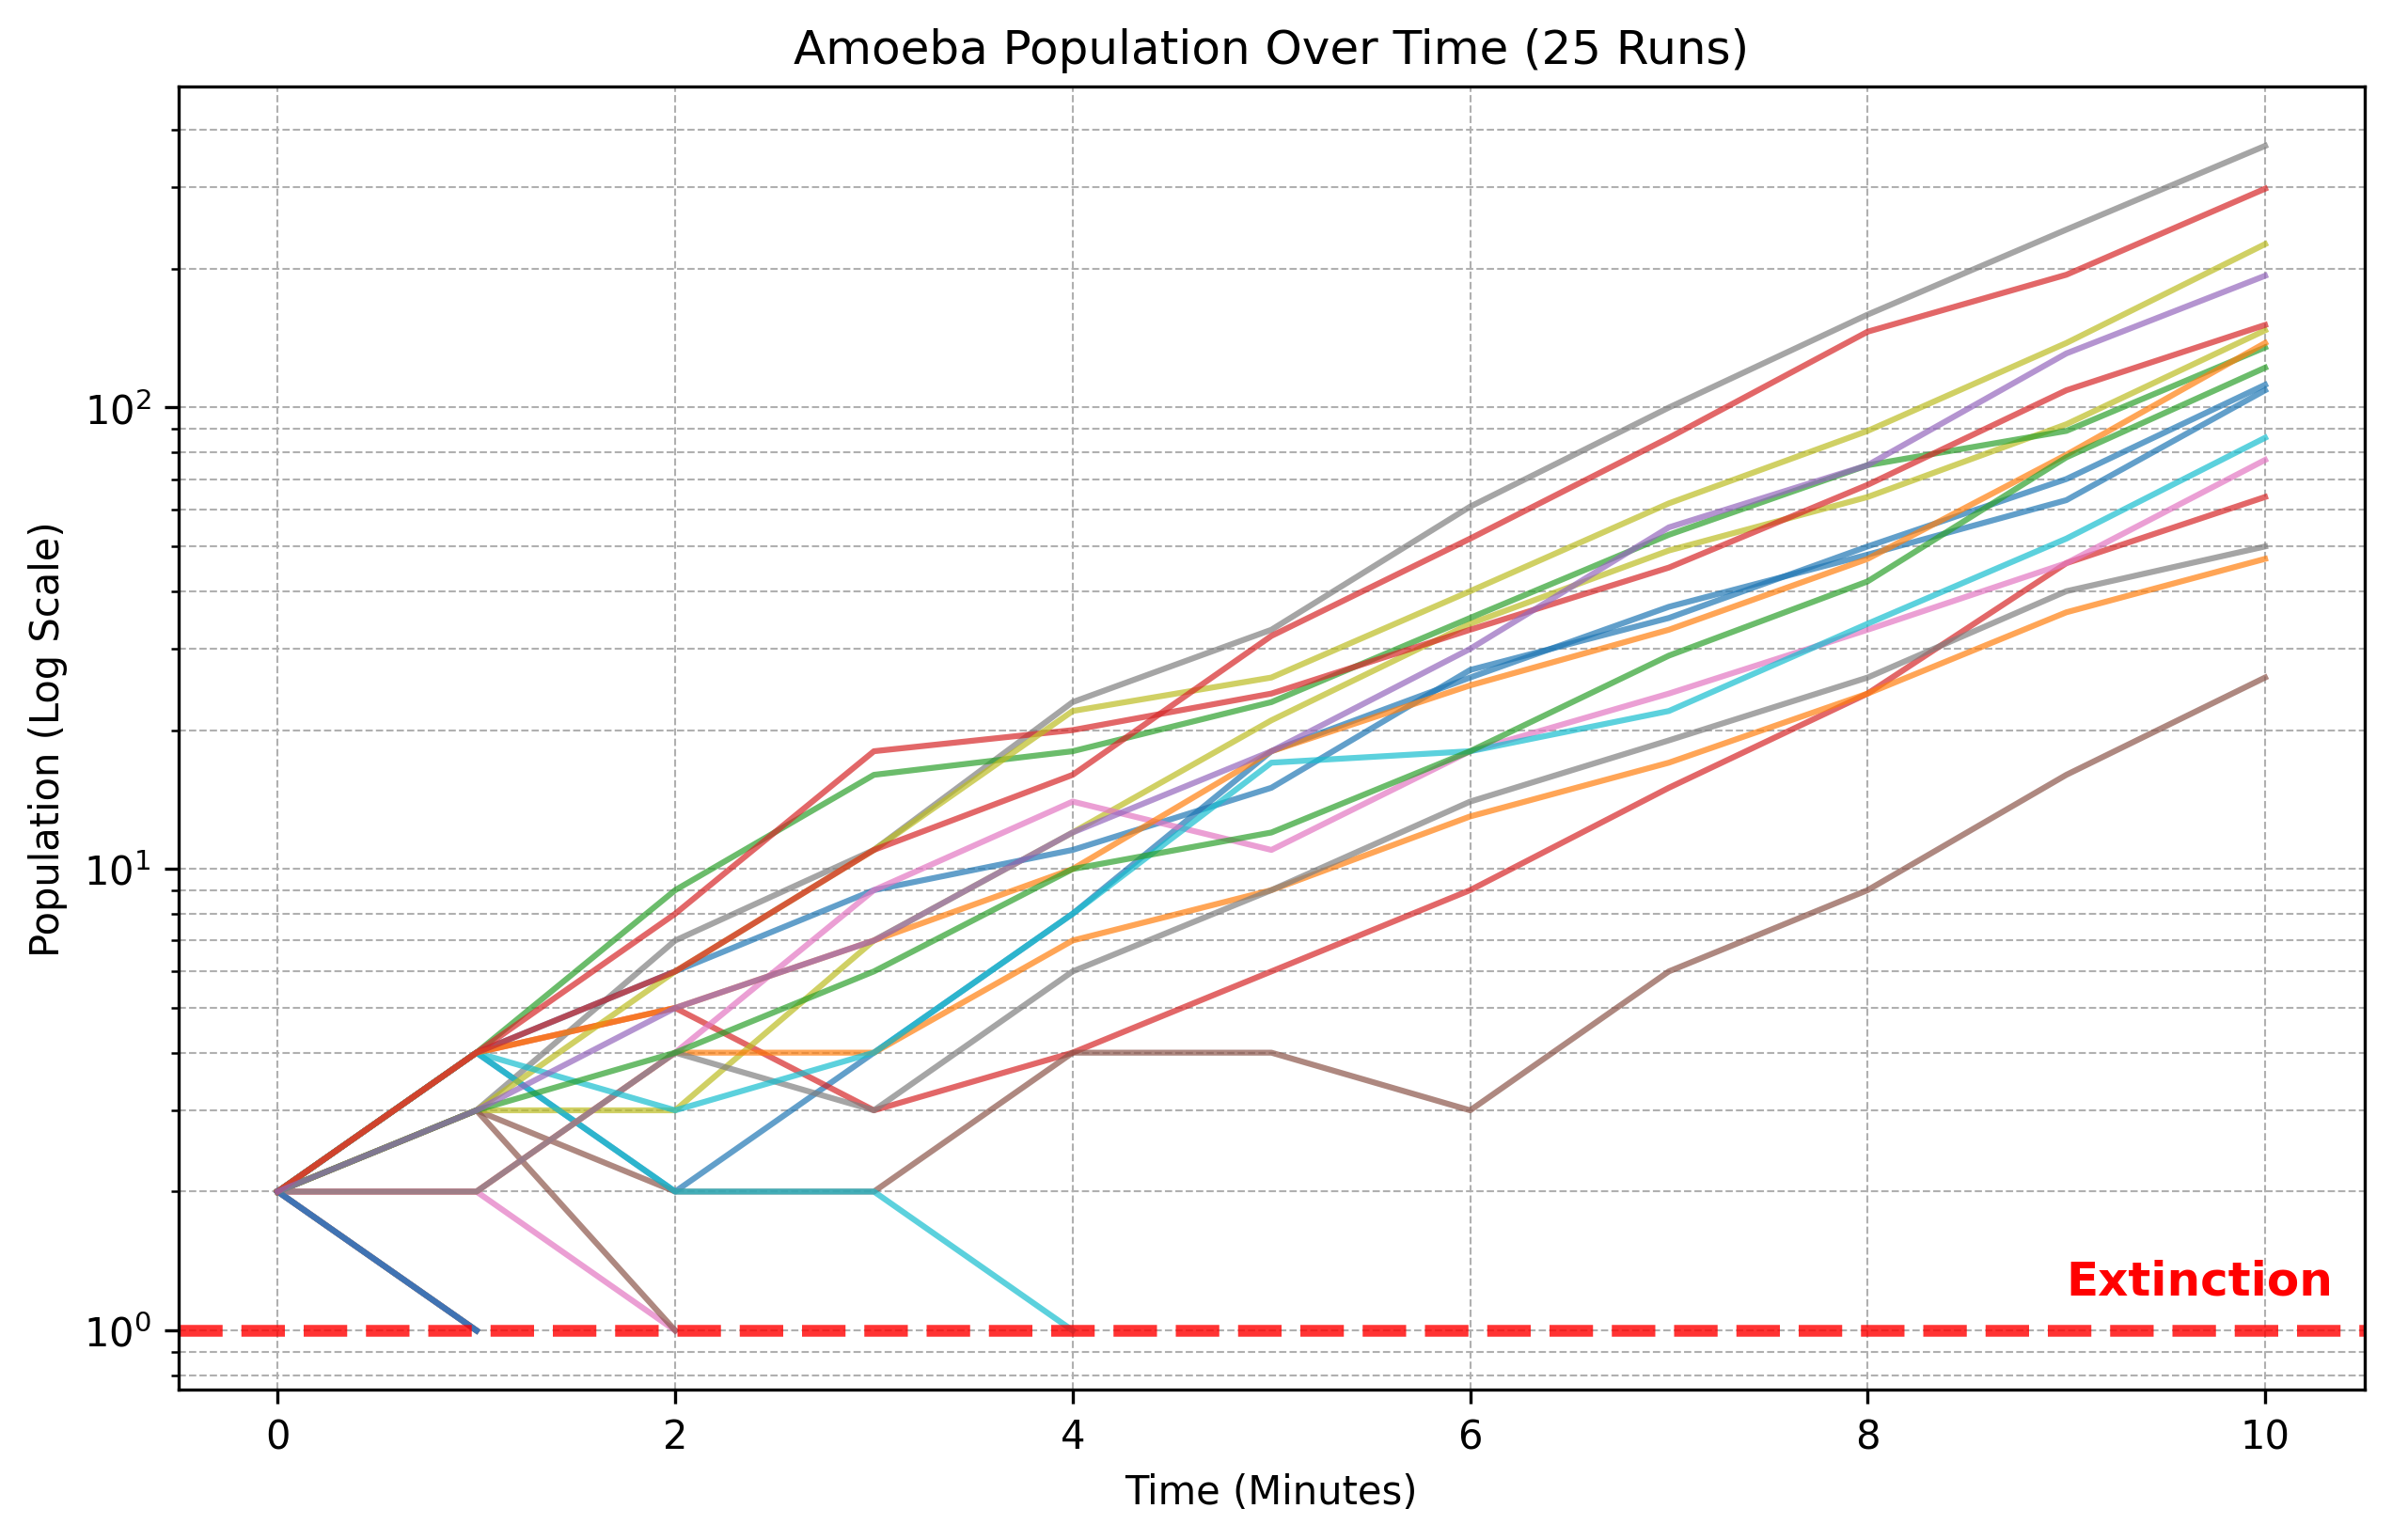 Amoeba Population Over Time (25 Runs)
Population (Log Scale)
10²
10¹
10⁰
Extinction
0 2 4 6 8 10
Time (Minutes)